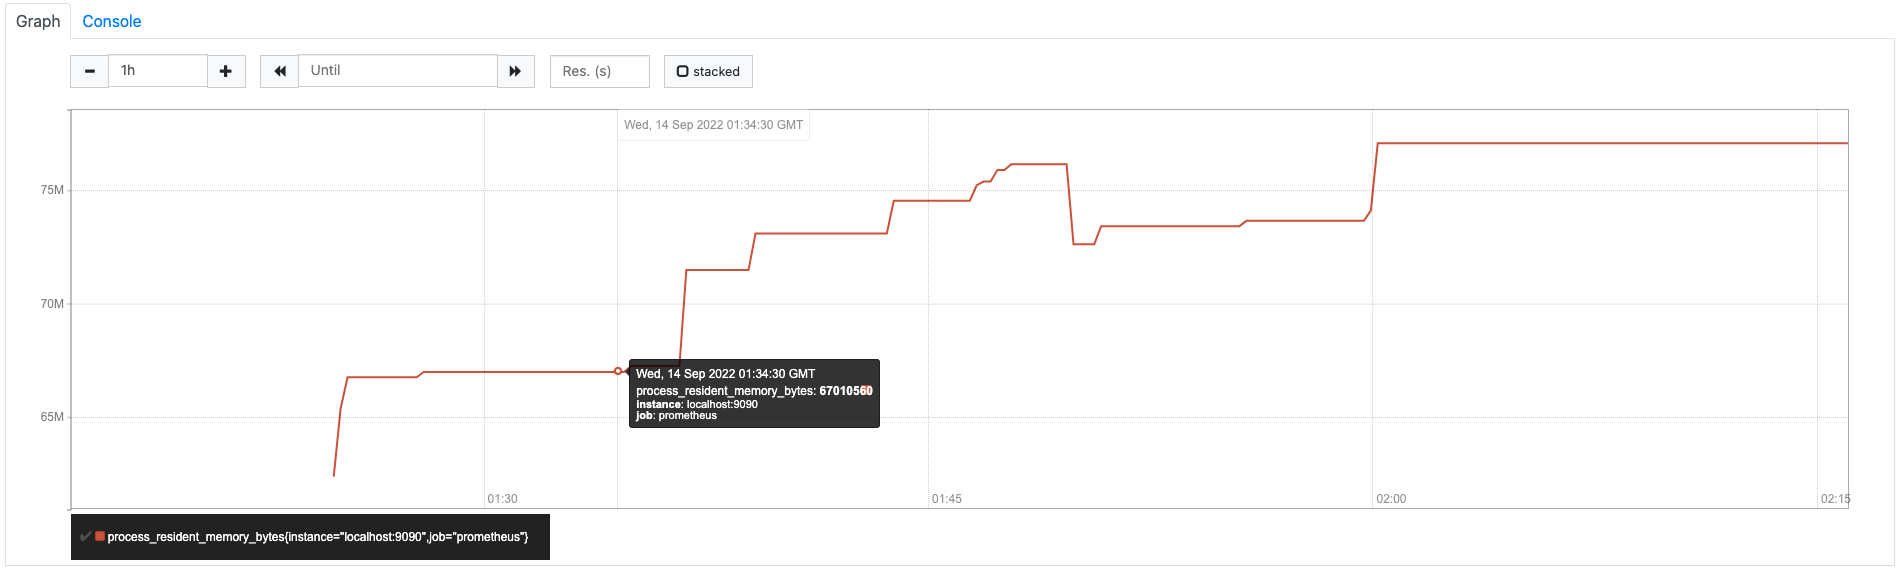 Graph Console
1h Until Res. (s) stacked
Wed, 14 Sep 2022 01:34:30 GMT
75M
70M
65M
Wed, 14 Sep 2022 01:34:30 GMT
process_resident_memory_bytes: 67010560
instance: localhost:9090
job: prometheus
01:30 01:45 02:00 02:15
process_resident_memory_bytes{instance="localhost:9090",job="prometheus"}